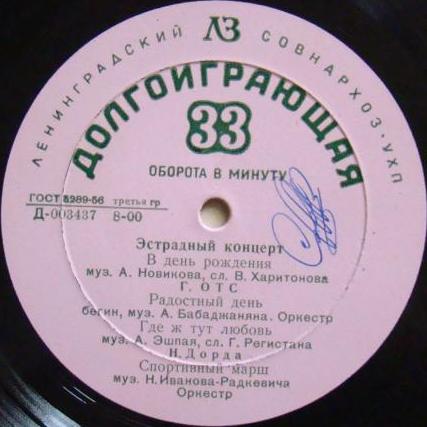 ЛЕНИНГРАДСКИЙ ЛЗ СОВНАРХОЗ · УХП
ДОЛГОИГРАЮЩАЯ
33
ОБОРОТА В МИНУТУ
ГОСТ 5289-56 третья гр
Д-003437 8-00
Эстрадный концерт
В день рождения
муз. А. Новикова, сл. В. Харитонова
Г. ОТС
Радостный день
бегин, муз. А. Бабаджаняна. Оркестр
Где ж тут любовь
муз. А. Эшпая, сл. Г. Регистана
Н. Дорда
Спортивный марш
муз. Н. Иванова-Радкевича
Оркестр